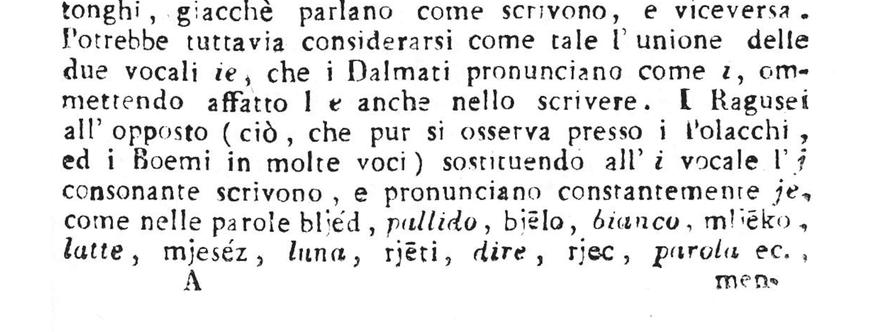 tonghi, giacchè parlano come scrivono, e viceversa.
Potrebbe tuttavia considerarsi come tale l' unione delle
due vocali ie, che i Dalmati pronunciano come i, om-
mettendo affatto l e anche nello scrivere. I Ragusei
all' opposto (ciò, che pur si osserva presso i Polacchi,
ed i Boemi in molte voci) sostituendo all' i vocale l' j
consonante scrivono, e pronunciano constantemente je,
come nelle parole bljéd, pallido, bjēlo, bianco, mljēko,
latte, mjeséz, luna, rjēti, dire, rjec, parola ec.,
A men-